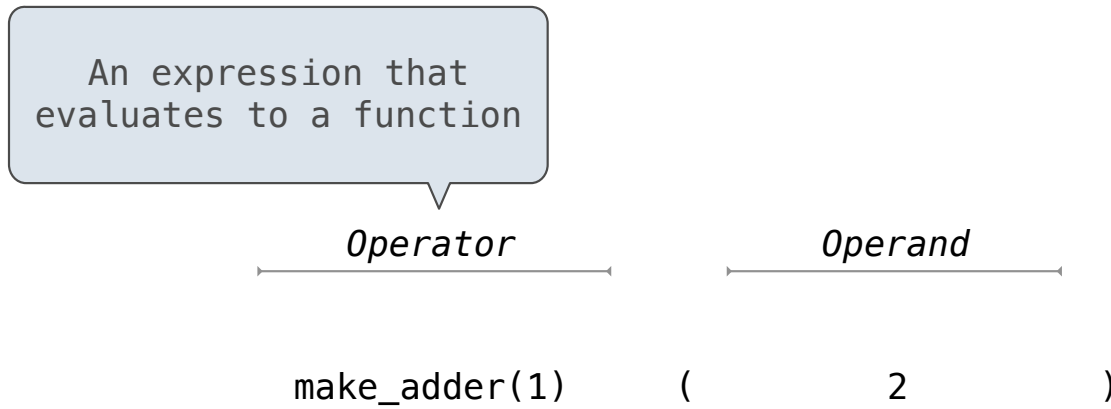 An expression that
evaluates to a function
Operator Operand
make_adder(1) ( 2 )